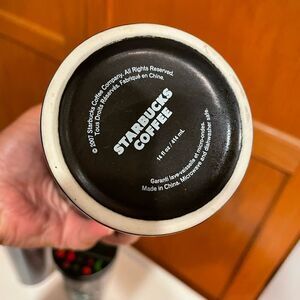 © 2007 Starbucks Coffee Company. All Rights Reserved.
Tous Droits Réservés. Fabriqué en Chine.
STARBUCKS
COFFEE
14 fl oz / 414 mL
Garanti lave-vaisselle et micro-ondes.
Made in China. Microwave and dishwasher safe.